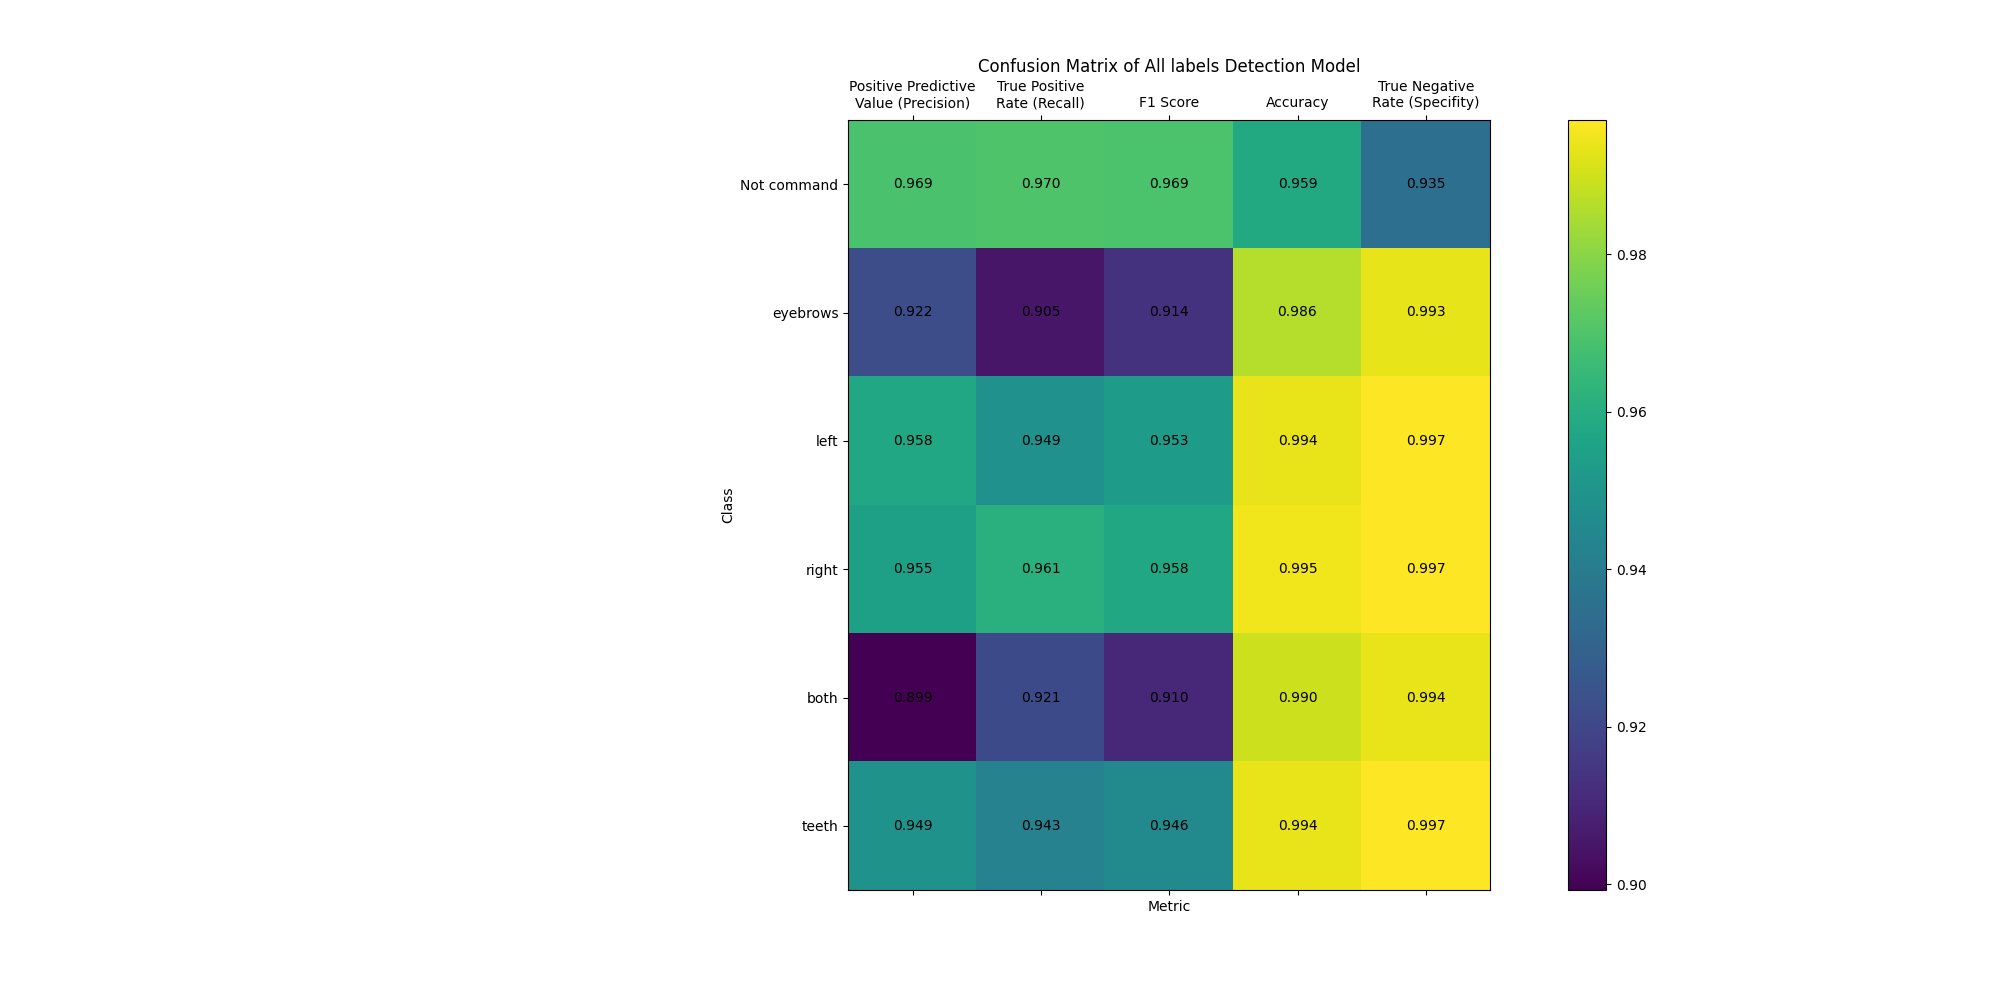 Confusion Matrix of All labels Detection Model
Positive Predictive
Value (Precision)
True Positive
Rate (Recall)
F1 Score
Accuracy
True Negative
Rate (Specifity)
Not command 0.969 0.970 0.969 0.959 0.935
eyebrows 0.922 0.905 0.914 0.986 0.993
left 0.958 0.949 0.953 0.994 0.997
right 0.955 0.961 0.958 0.995 0.997
both 0.899 0.921 0.910 0.990 0.994
teeth 0.949 0.943 0.946 0.994 0.997
Class
Metric
0.98
0.96
0.94
0.92
0.90